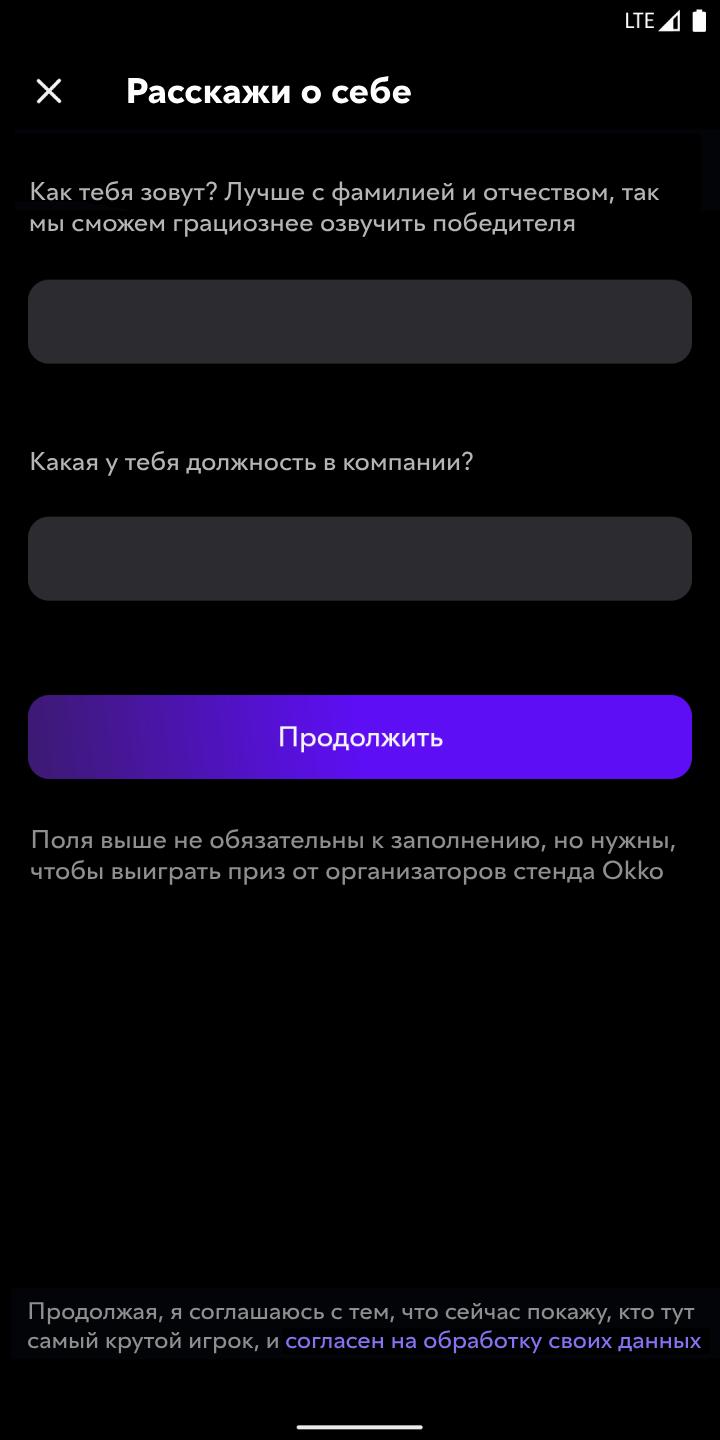 LTE
Расскажи о себе
Как тебя зовут? Лучше с фамилией и отчеством, так
мы сможем грациознее озвучить победителя
Какая у тебя должность в компании?
Продолжить
Поля выше не обязательны к заполнению, но нужны,
чтобы выиграть приз от организаторов стенда Okko
Продолжая, я соглашаюсь с тем, что сейчас покажу, кто тут
самый крутой игрок, и согласен на обработку своих данных